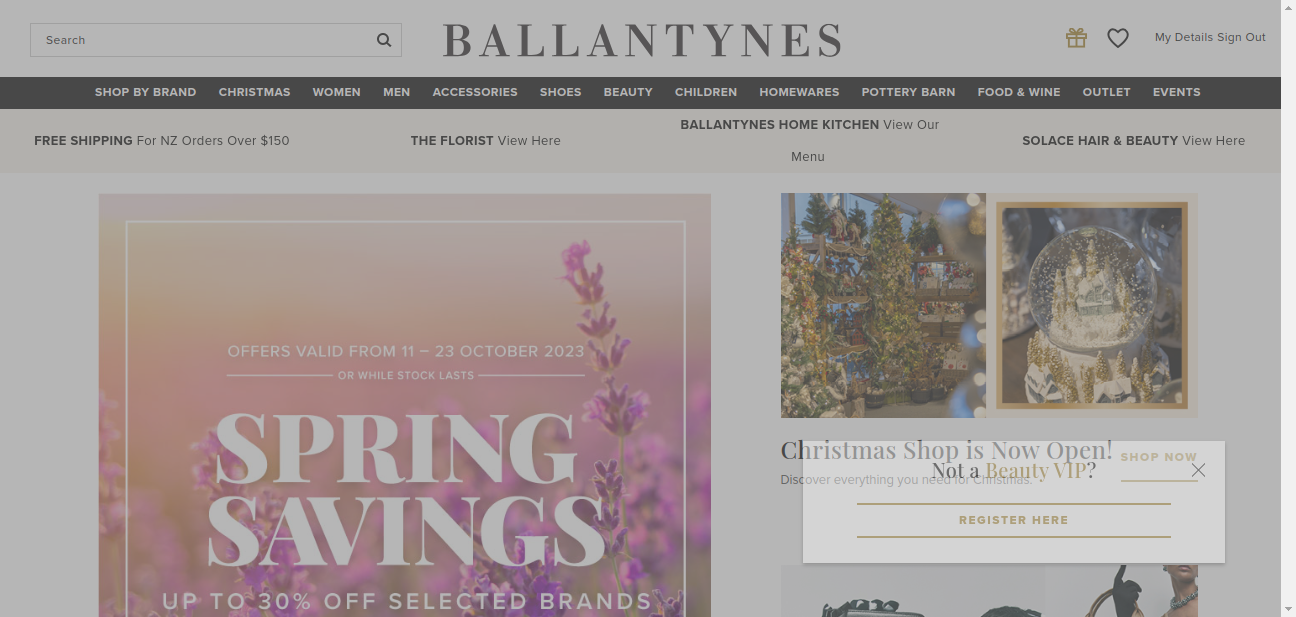 Search
BALLANTYNES
My Details Sign Out
SHOP BY BRAND CHRISTMAS WOMEN MEN ACCESSORIES SHOES BEAUTY CHILDREN HOMEWARES POTTERY BARN FOOD & WINE OUTLET EVENTS
FREE SHIPPING For NZ Orders Over $150
THE FLORIST View Here
BALLANTYNES HOME KITCHEN View Our
Menu
SOLACE HAIR & BEAUTY View Here
OFFERS VALID FROM 11 – 23 OCTOBER 2023
OR WHILE STOCK LASTS
SPRING
SAVINGS
UP TO 30% OFF SELECTED BRANDS
Christmas Shop is Now Open!
SHOP NOW
Discover everything you need for Christmas.
Not a Beauty VIP?
REGISTER HERE